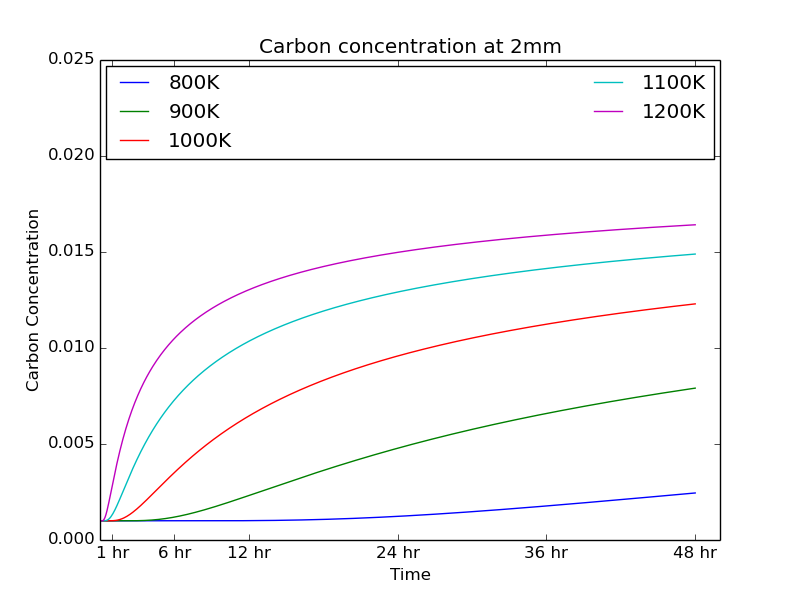 Carbon concentration at 2mm
0.025
800K
1100K
900K
1200K
1000K
0.020
0.015
0.010
0.005
0.000
Carbon Concentration
1 hr 6 hr 12 hr 24 hr 36 hr 48 hr
Time